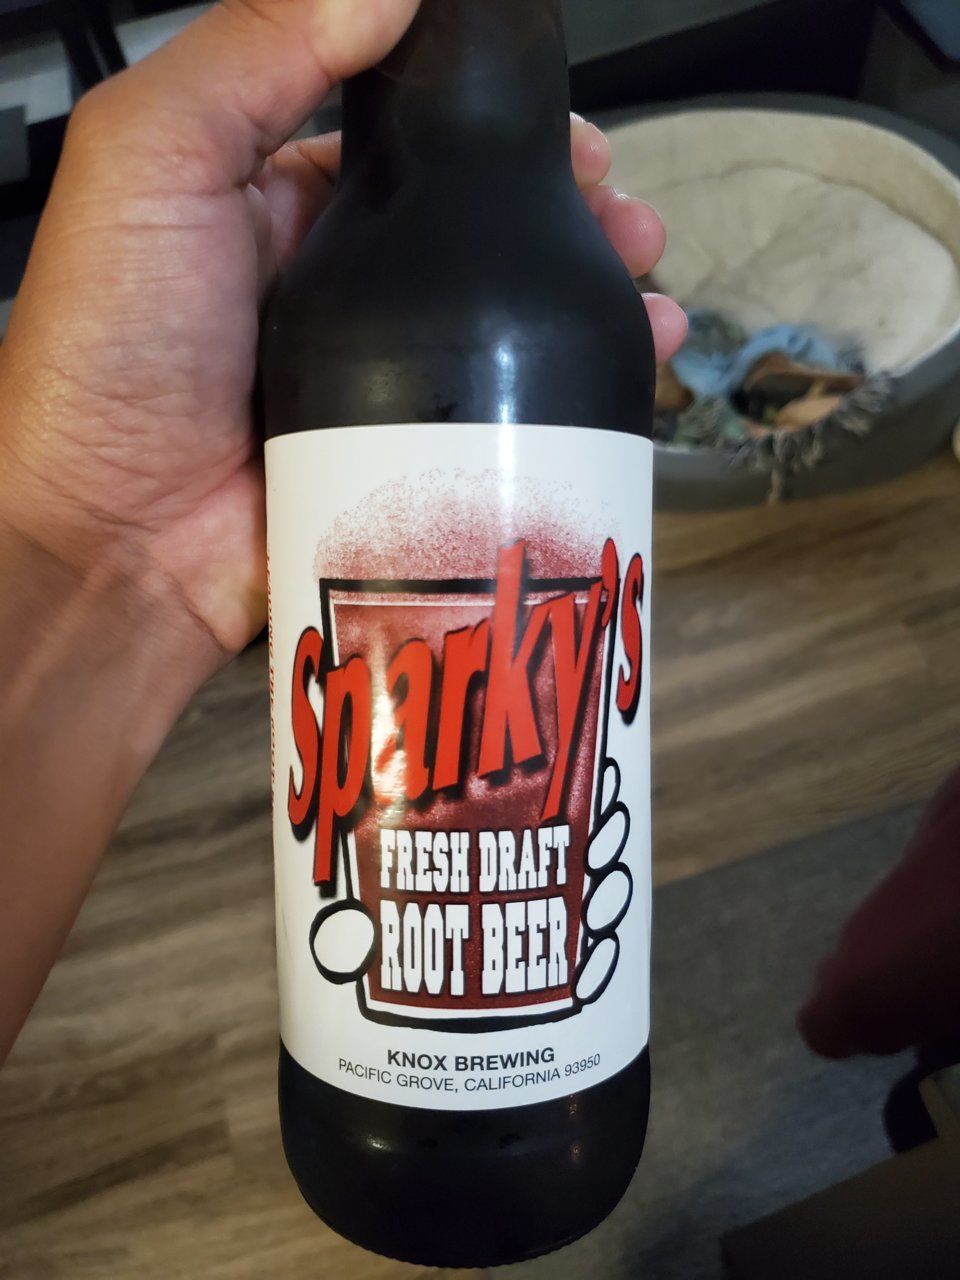 Sparky's
FRESH DRAFT
ROOT BEER
KNOX BREWING
PACIFIC GROVE, CALIFORNIA 93950